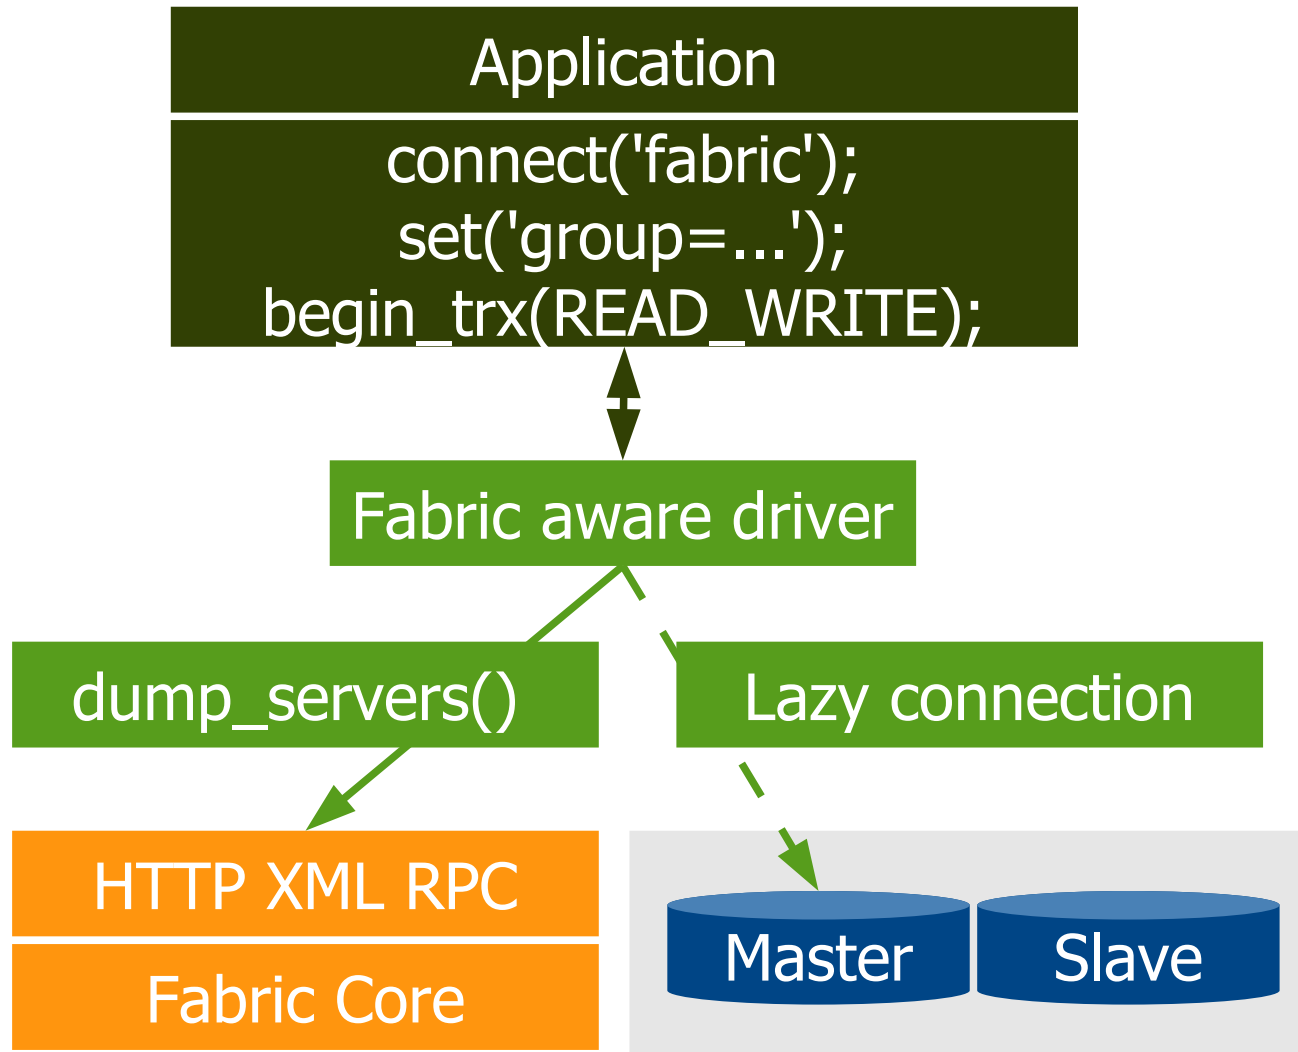 Application
connect('fabric');
set('group=...');
begin_trx(READ_WRITE);
Fabric aware driver
dump_servers()
Lazy connection
HTTP XML RPC
Fabric Core
Master
Slave